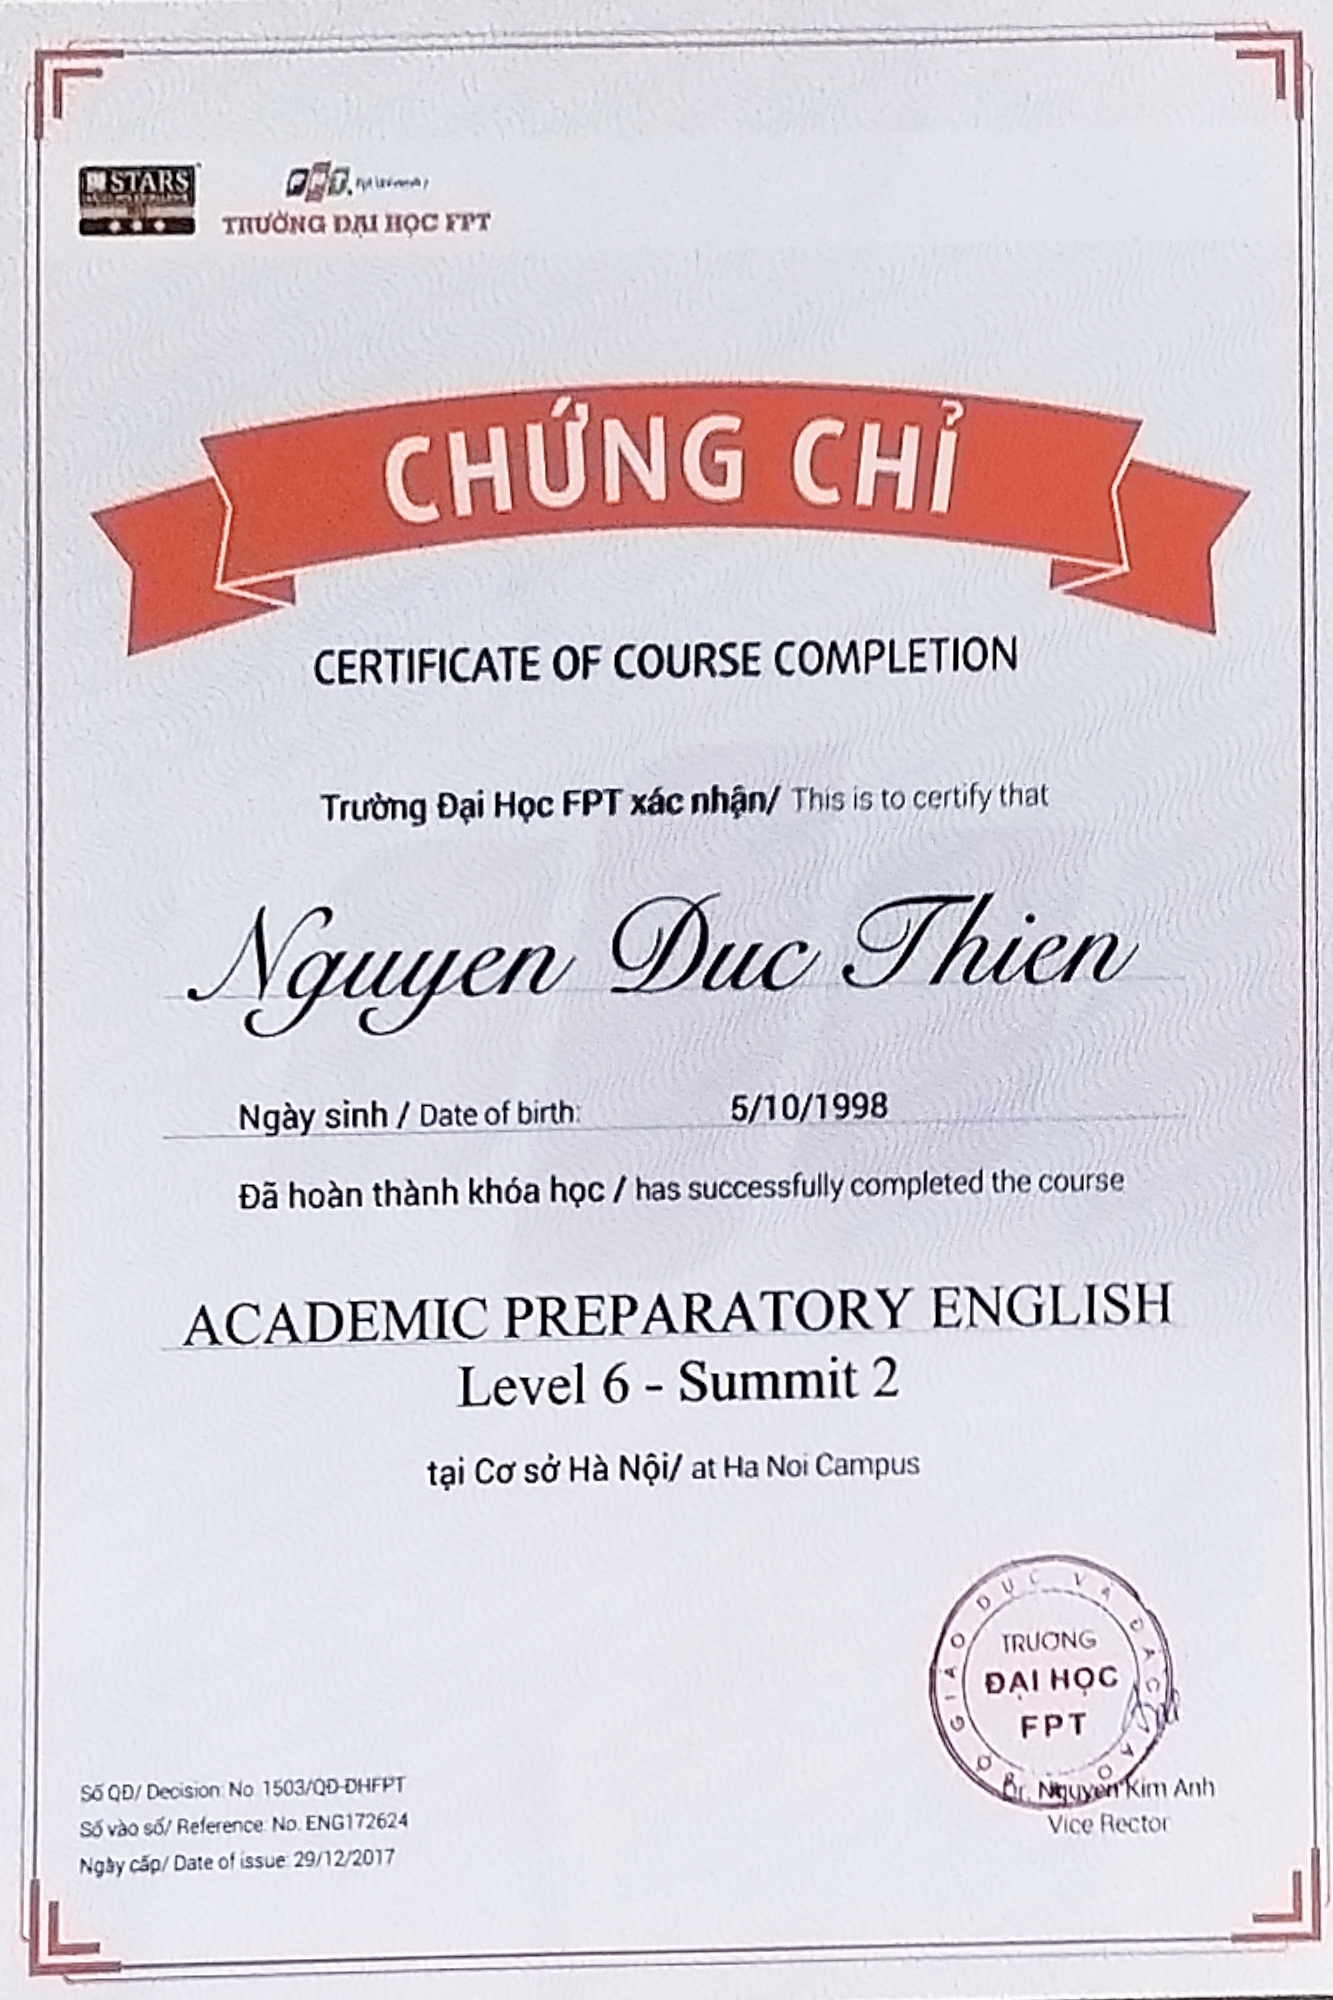 STARS
FPT. Fpt University
TRƯỜNG ĐẠI HỌC FPT
CHỨNG CHỈ
CERTIFICATE OF COURSE COMPLETION
Trường Đại Học FPT xác nhận/ This is to certify that
Nguyen Duc Thien
Ngày sinh / Date of birth: 5/10/1998
Đã hoàn thành khóa học / has successfully completed the course
ACADEMIC PREPARATORY ENGLISH
Level 6 - Summit 2
tại Cơ sở Hà Nội/ at Ha Noi Campus
BỘ GIÁO DỤC VÀ ĐÀO TẠO
TRƯỜNG
ĐẠI HỌC
FPT
Dr. Nguyen Kim Anh
Vice Rector
Số QĐ/ Decision: No. 1503/QĐ-ĐHFPT
Số vào sổ/ Reference: No. ENG172624
Ngày cấp/ Date of issue: 29/12/2017